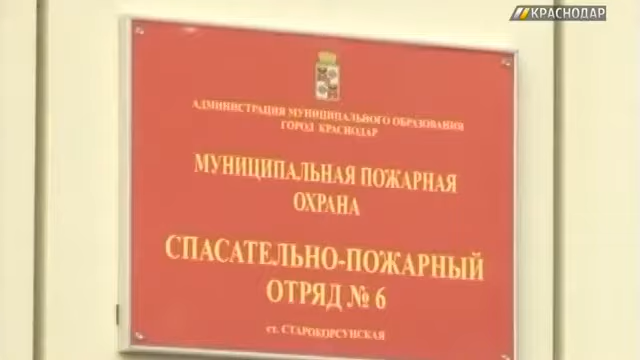 КРАСНОДАР
АДМИНИСТРАЦИЯ МУНИЦИПАЛЬНОГО ОБРАЗОВАНИЯ
ГОРОД КРАСНОДАР
МУНИЦИПАЛЬНАЯ ПОЖАРНАЯ
ОХРАНА
СПАСАТЕЛЬНО-ПОЖАРНЫЙ
ОТРЯД № 6
ст. СТАРОКОРСУНСКАЯ